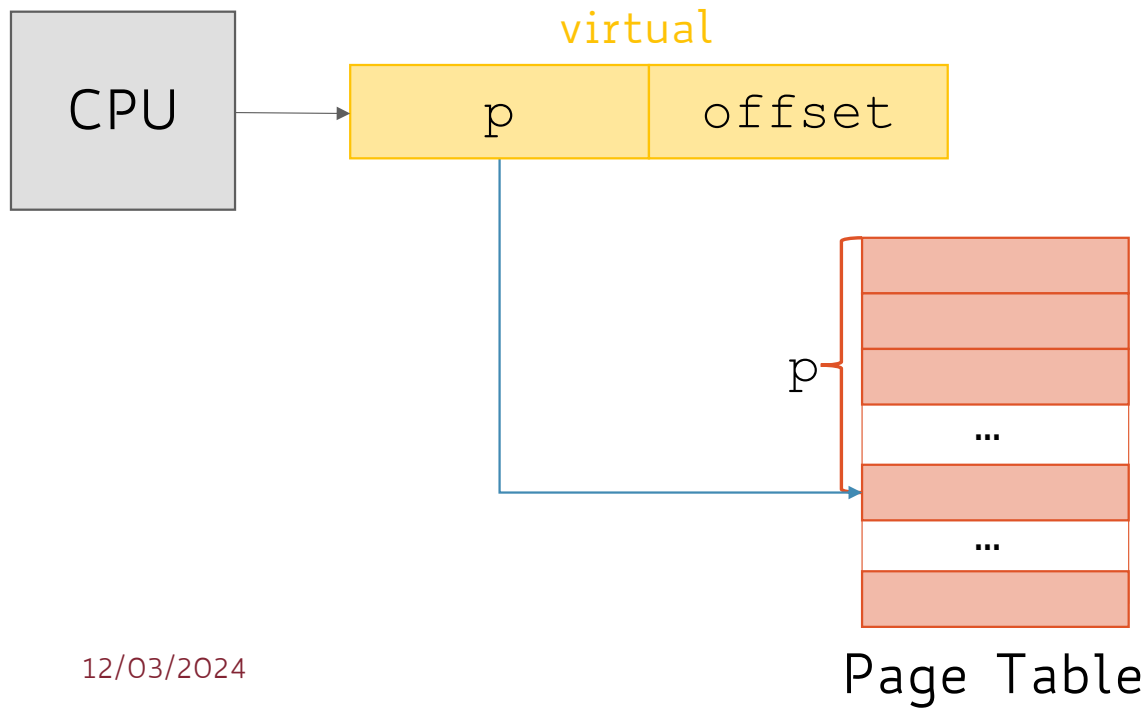 virtual
CPU
p offset
p
…
…
12/03/2024
Page Table